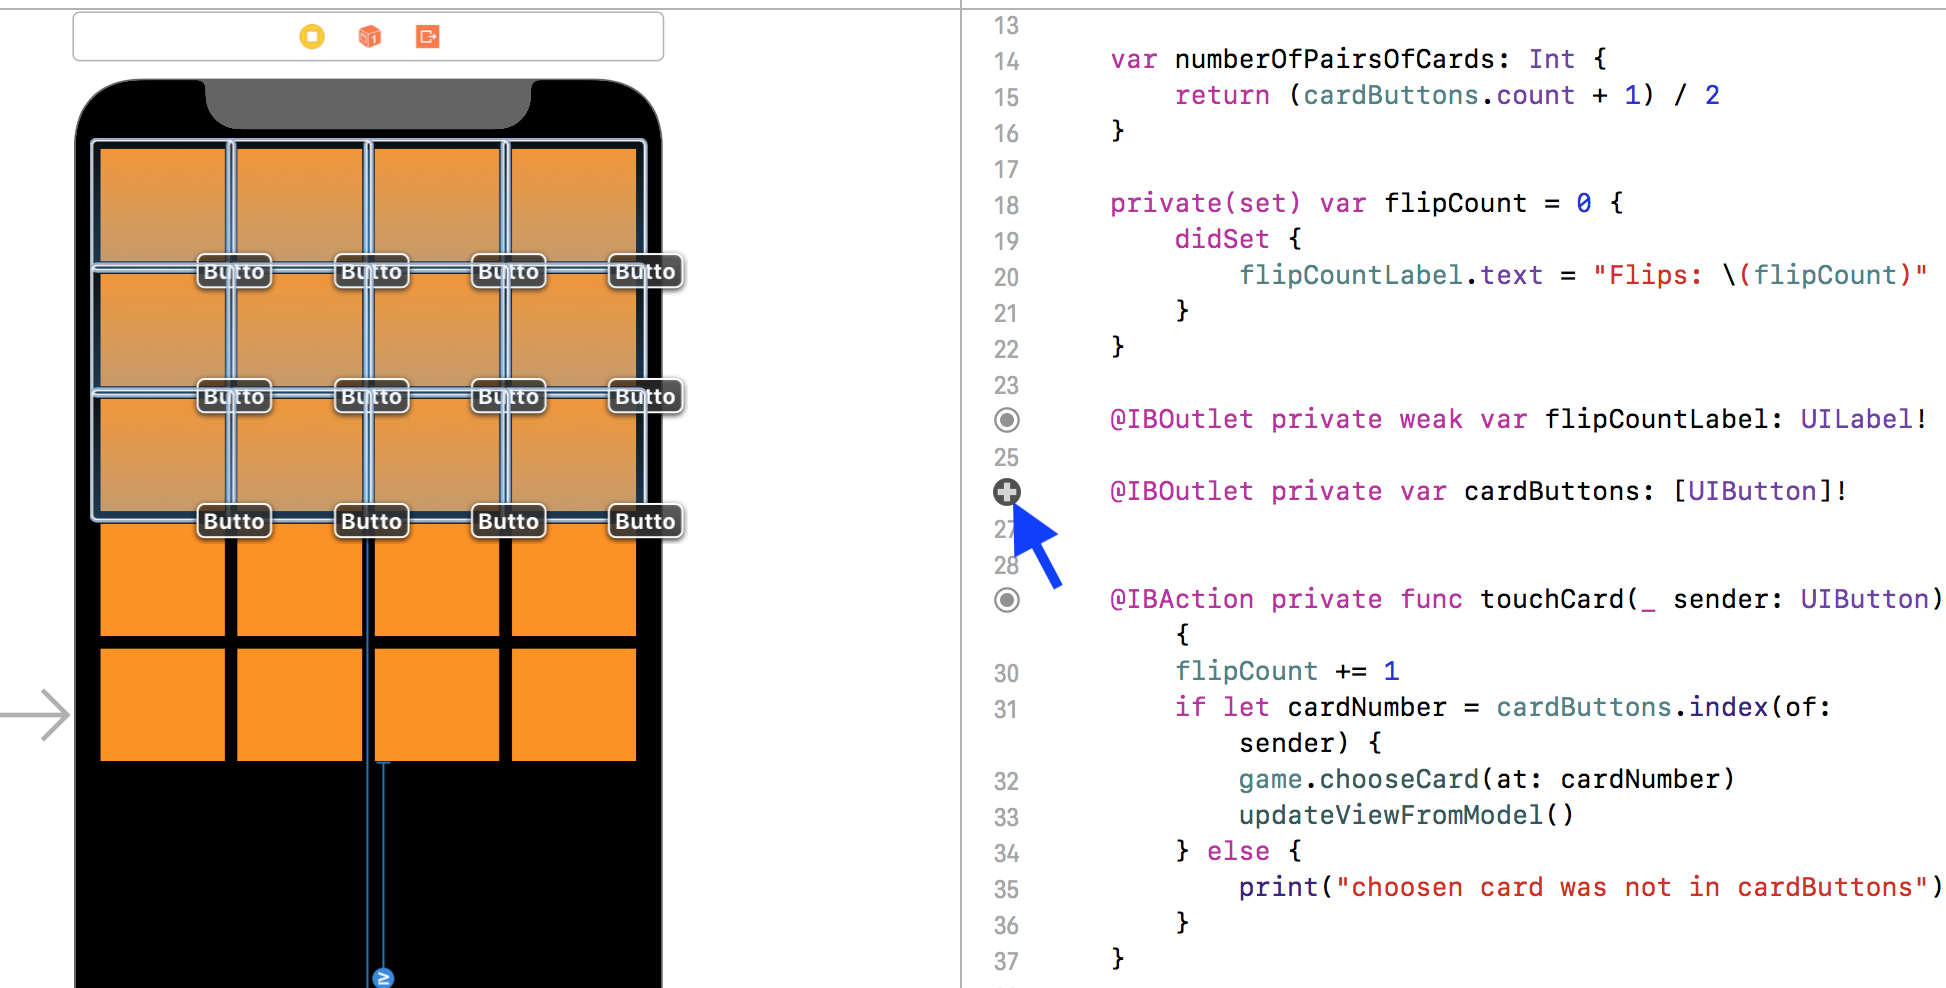 13
14 var numberOfPairsOfCards: Int {
15 return (cardButtons.count + 1) / 2
16 }
17
18 private(set) var flipCount = 0 {
19 didSet {
20 flipCountLabel.text = "Flips: \(flipCount)"
21 }
22 }
23
@IBOutlet private weak var flipCountLabel: UILabel!
25
@IBOutlet private var cardButtons: [UIButton]!
27
28
@IBAction private func touchCard(_ sender: UIButton)
{
30 flipCount += 1
31 if let cardNumber = cardButtons.index(of:
sender) {
32 game.chooseCard(at: cardNumber)
33 updateViewFromModel()
34 } else {
35 print("choosen card was not in cardButtons")
36 }
37 }
1
Butto Butto Butto Butto
Butto Butto Butto Butto
Butto Butto Butto Butto
≥